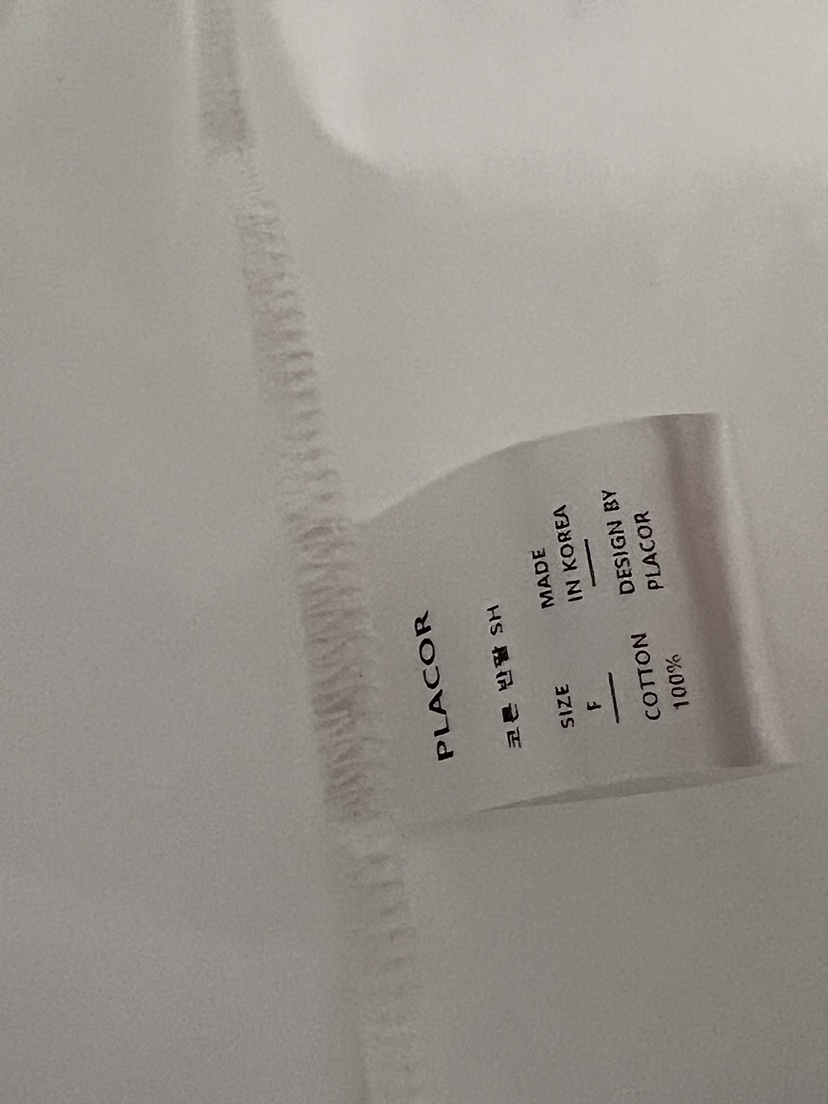 PLACOR
코튼 반팔 SH
SIZE
F
MADE
IN KOREA
COTTON
100%
DESIGN BY
PLACOR